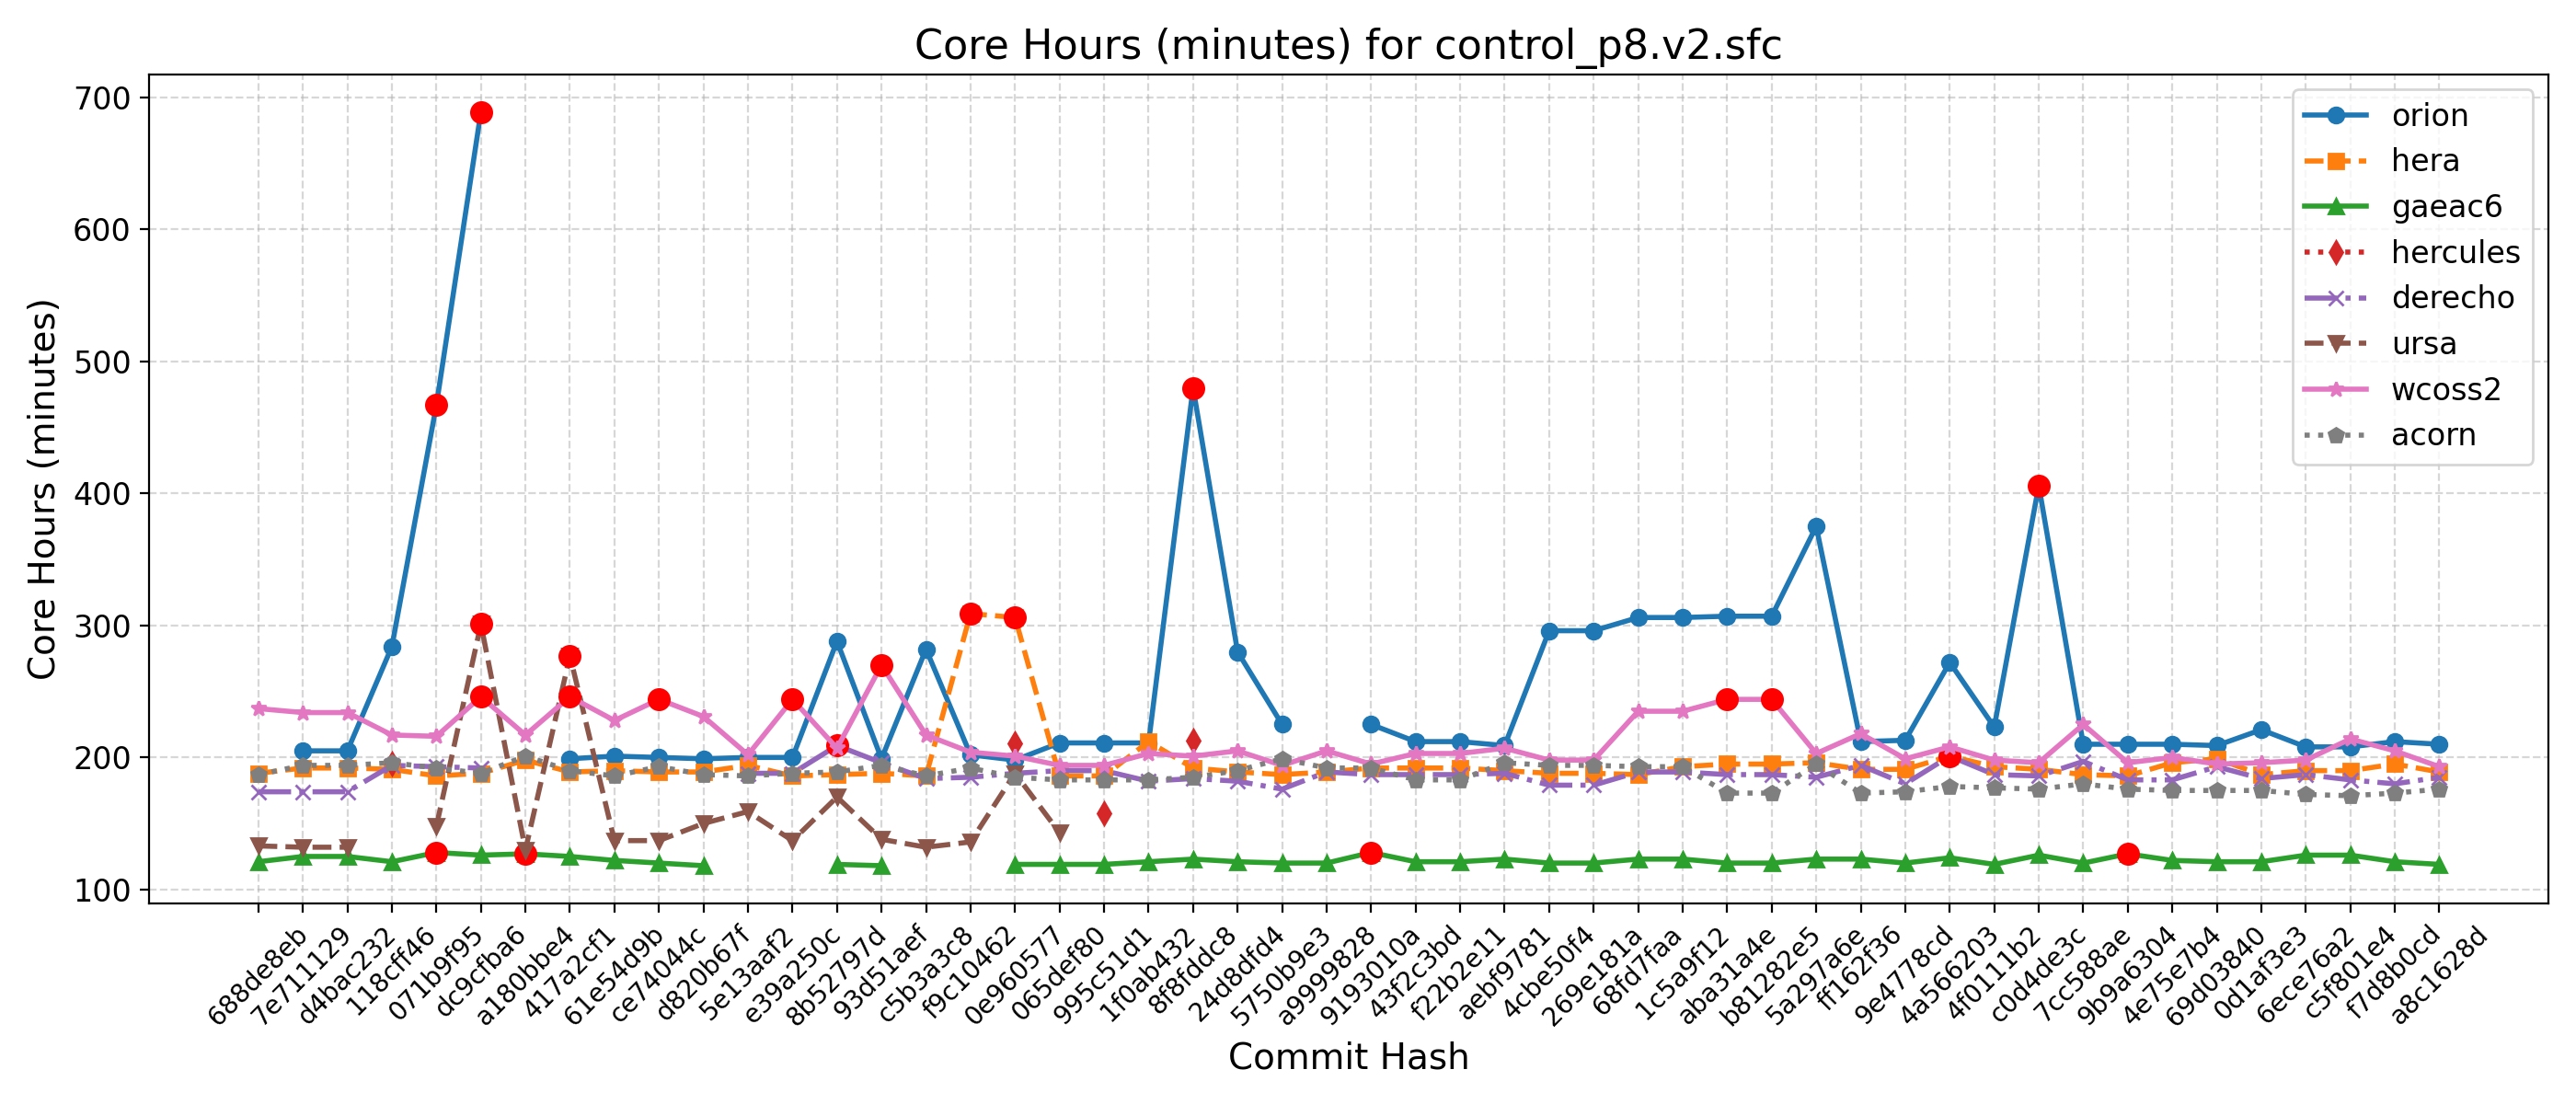 Core Hours (minutes) for control_p8.v2.sfc
Core Hours (minutes)
700
600
500
400
300
200
100
orion
hera
gaeac6
hercules
derecho
ursa
wcoss2
acorn
688de8eb
7e711129
d4bac232
118cff46
071b9f95
dc9cfba6
a180bbe4
417a2cf1
61e54d9b
ce74044c
d820b67f
5e13aaf2
e39a250c
8b52797d
93d51aef
c5b3a3c8
f9c10462
0e960577
065def80
995c51d1
1f0ab432
8f8fddc8
24d8dfd4
5750b9e3
a9999828
9193010a
43f2c3bd
f22b2e11
aebf9781
4cbe50f4
269e181a
68fd7faa
1c5a9f12
aba31a4e
b81282e5
5a297a6e
ff162f36
9e4778cd
4a566203
4f0111b2
c0d4de3c
7cc588ae
9b9a6304
4e75e7b4
69d03840
0d1af3e3
6ece76a2
c5f801e4
f7d8b0cd
a8c1628d
Commit Hash